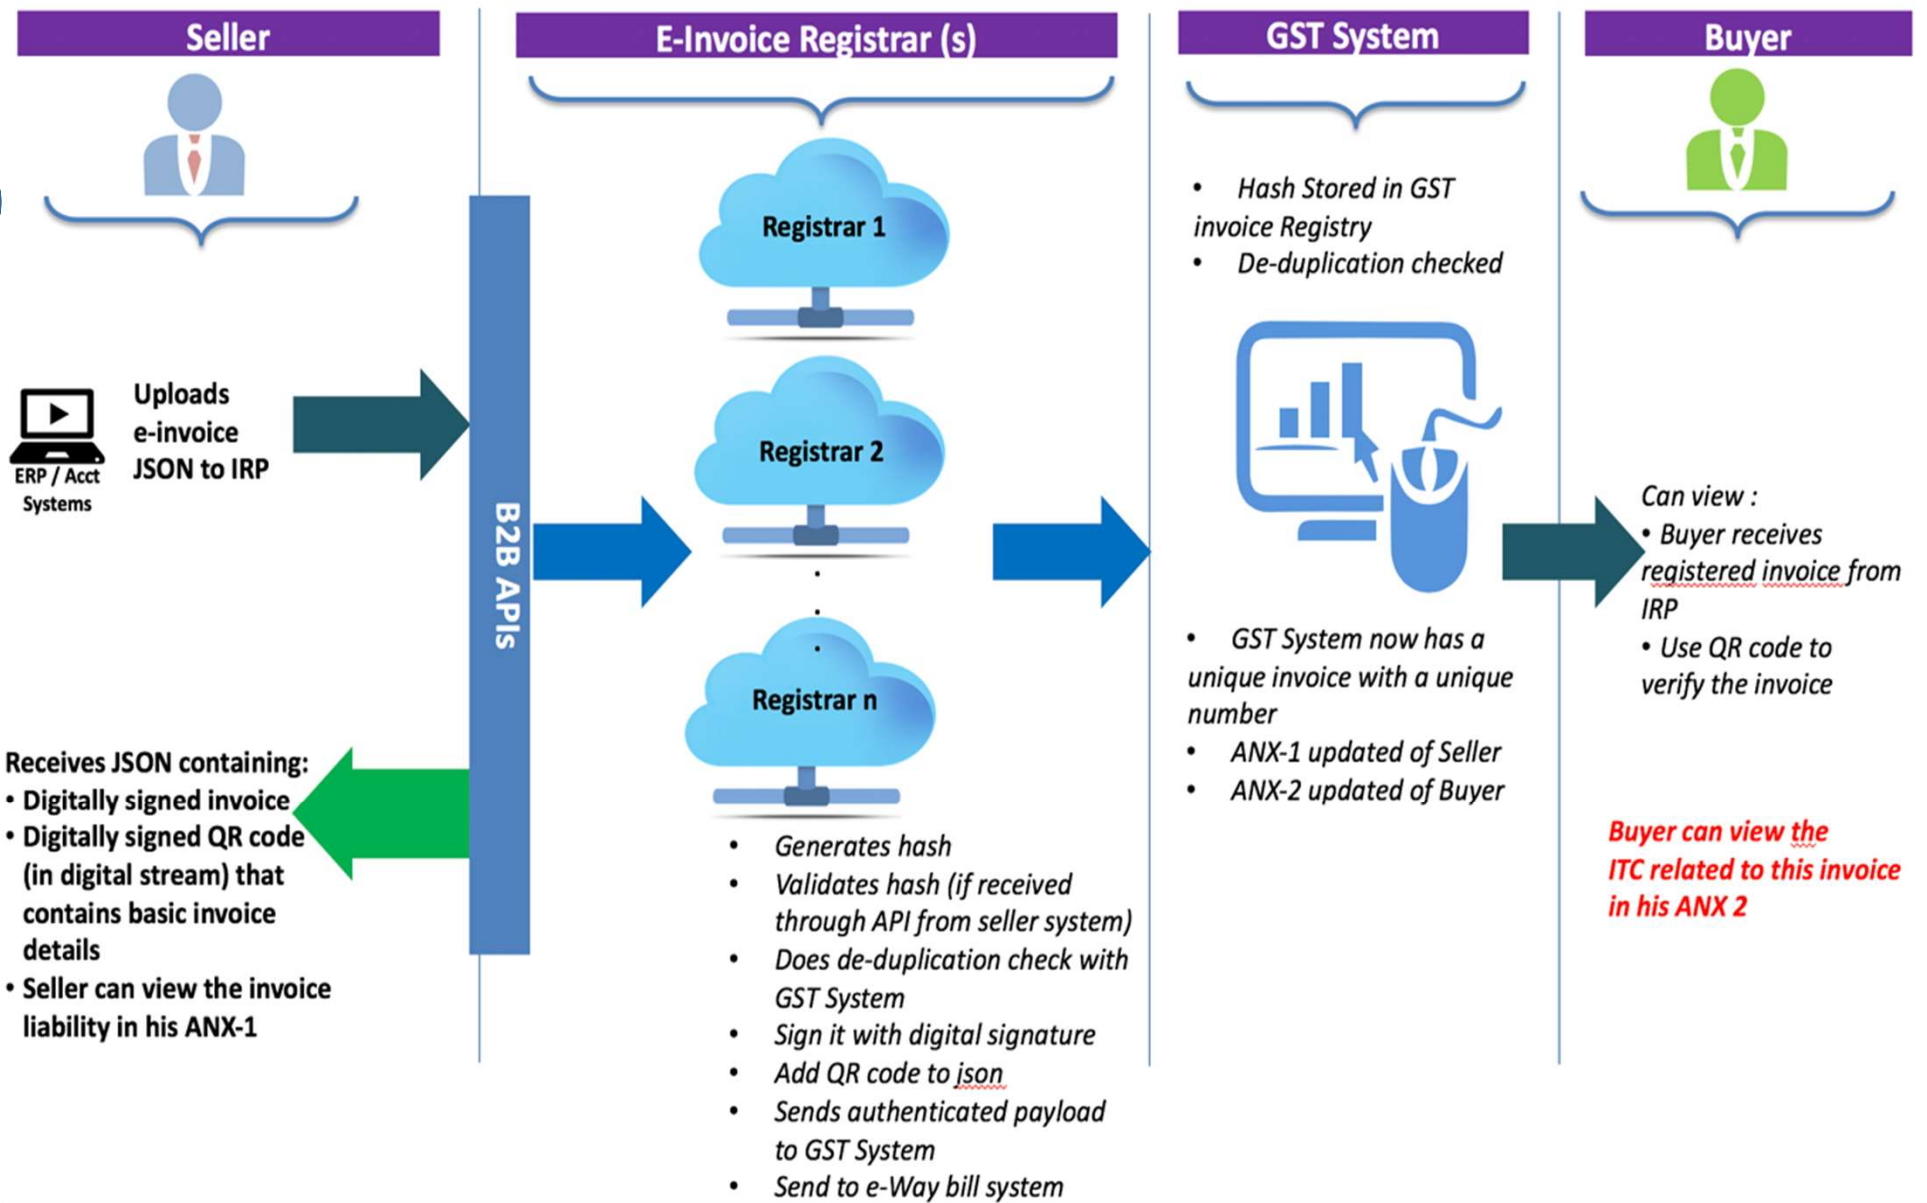 Seller
Uploads
e-invoice
JSON to IRP
ERP / Acct
Systems
Receives JSON containing:
• Digitally signed invoice
• Digitally signed QR code
(in digital stream) that
contains basic invoice
details
• Seller can view the invoice
liability in his ANX-1
B2B APIs
E-Invoice Registrar (s)
Registrar 1
Registrar 2
.
.
.
Registrar n
• Generates hash
• Validates hash (if received
through API from seller system)
• Does de-duplication check with
GST System
• Sign it with digital signature
• Add QR code to json
• Sends authenticated payload
to GST System
• Send to e-Way bill system
GST System
• Hash Stored in GST
invoice Registry
• De-duplication checked
• GST System now has a
unique invoice with a unique
number
• ANX-1 updated of Seller
• ANX-2 updated of Buyer
Buyer
Can view :
• Buyer receives
registered invoice from
IRP
• Use QR code to
verify the invoice
Buyer can view the
ITC related to this invoice
in his ANX 2